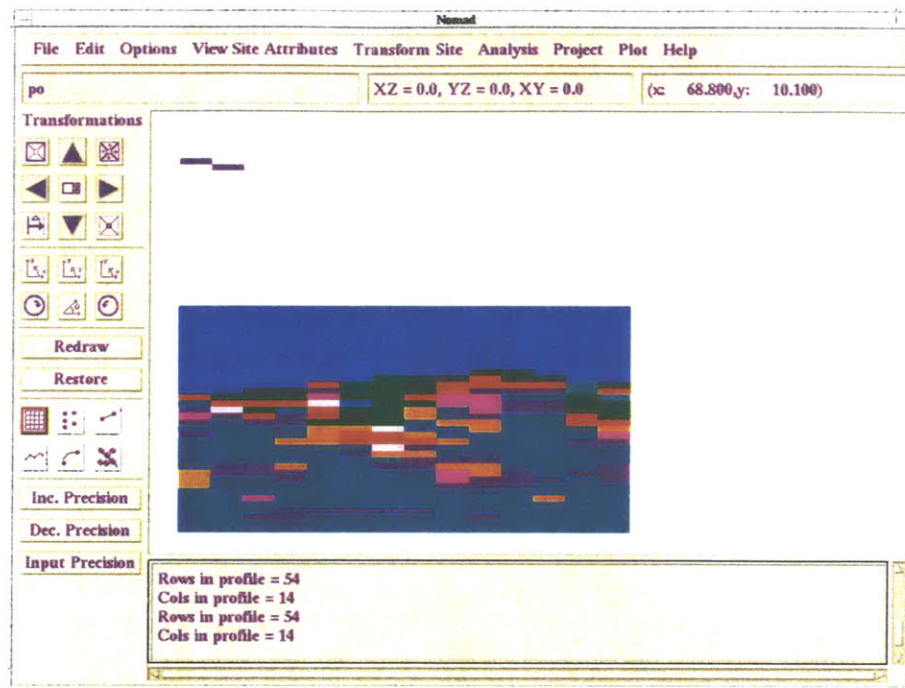 Nomad
File Edit Options View Site Attributes Transform Site Analysis Project Plot Help
po XZ = 0.0, YZ = 0.0, XY = 0.0 (x: 68.800,y: 10.100)
Transformations
Redraw
Restore
Inc. Precision
Dec. Precision
Input Precision
Rows in profile = 54
Cols in profile = 14
Rows in profile = 54
Cols in profile = 14